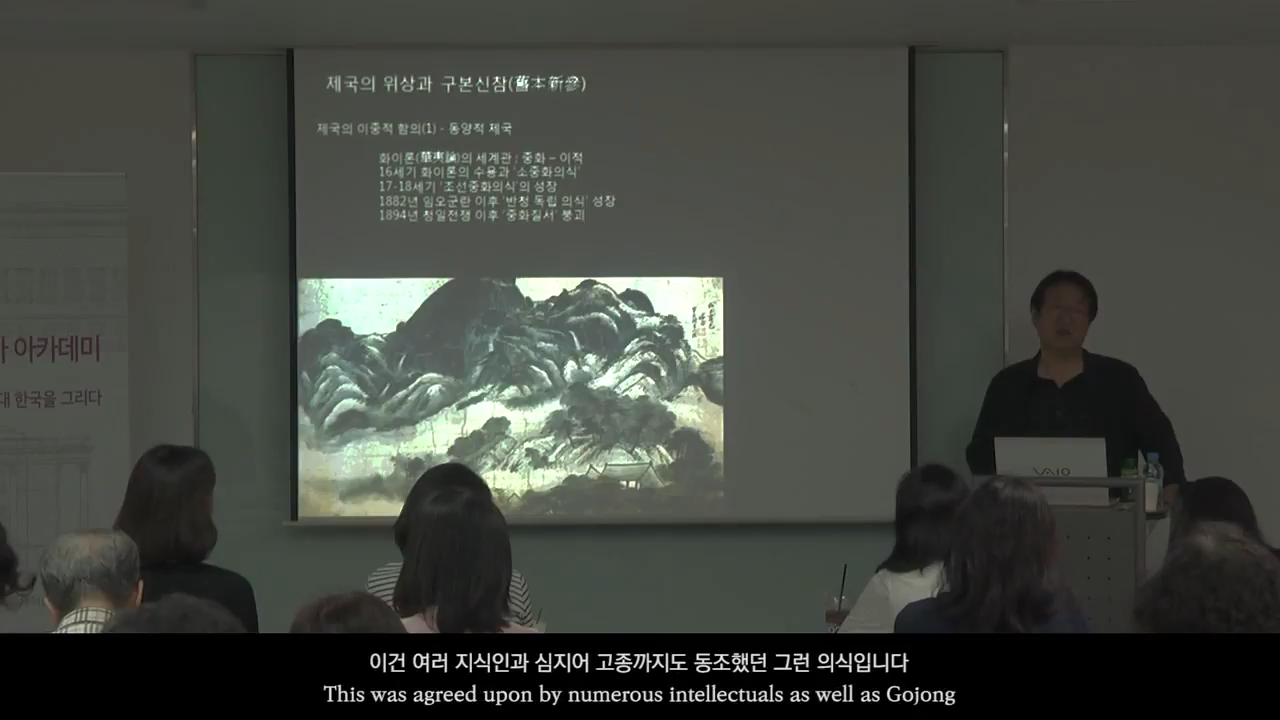 제국의 위상과 구본신참(舊本新參)
제국의 이중적 함의(1) - 동양적 제국
화이론(華夷論)의 세계관 : 중화 – 이적
16세기 화이론의 수용과 '소중화의식'
17-18세기 '조선중화의식'의 성장
1882년 임오군란 이후 '반청 독립 의식' 성장
1894년 청일전쟁 이후 '중화질서' 붕괴
아카데미
한국을 그리다
VAIO
이건 여러 지식인과 심지어 고종까지도 동조했던 그런 의식입니다
This was agreed upon by numerous intellectuals as well as Gojong